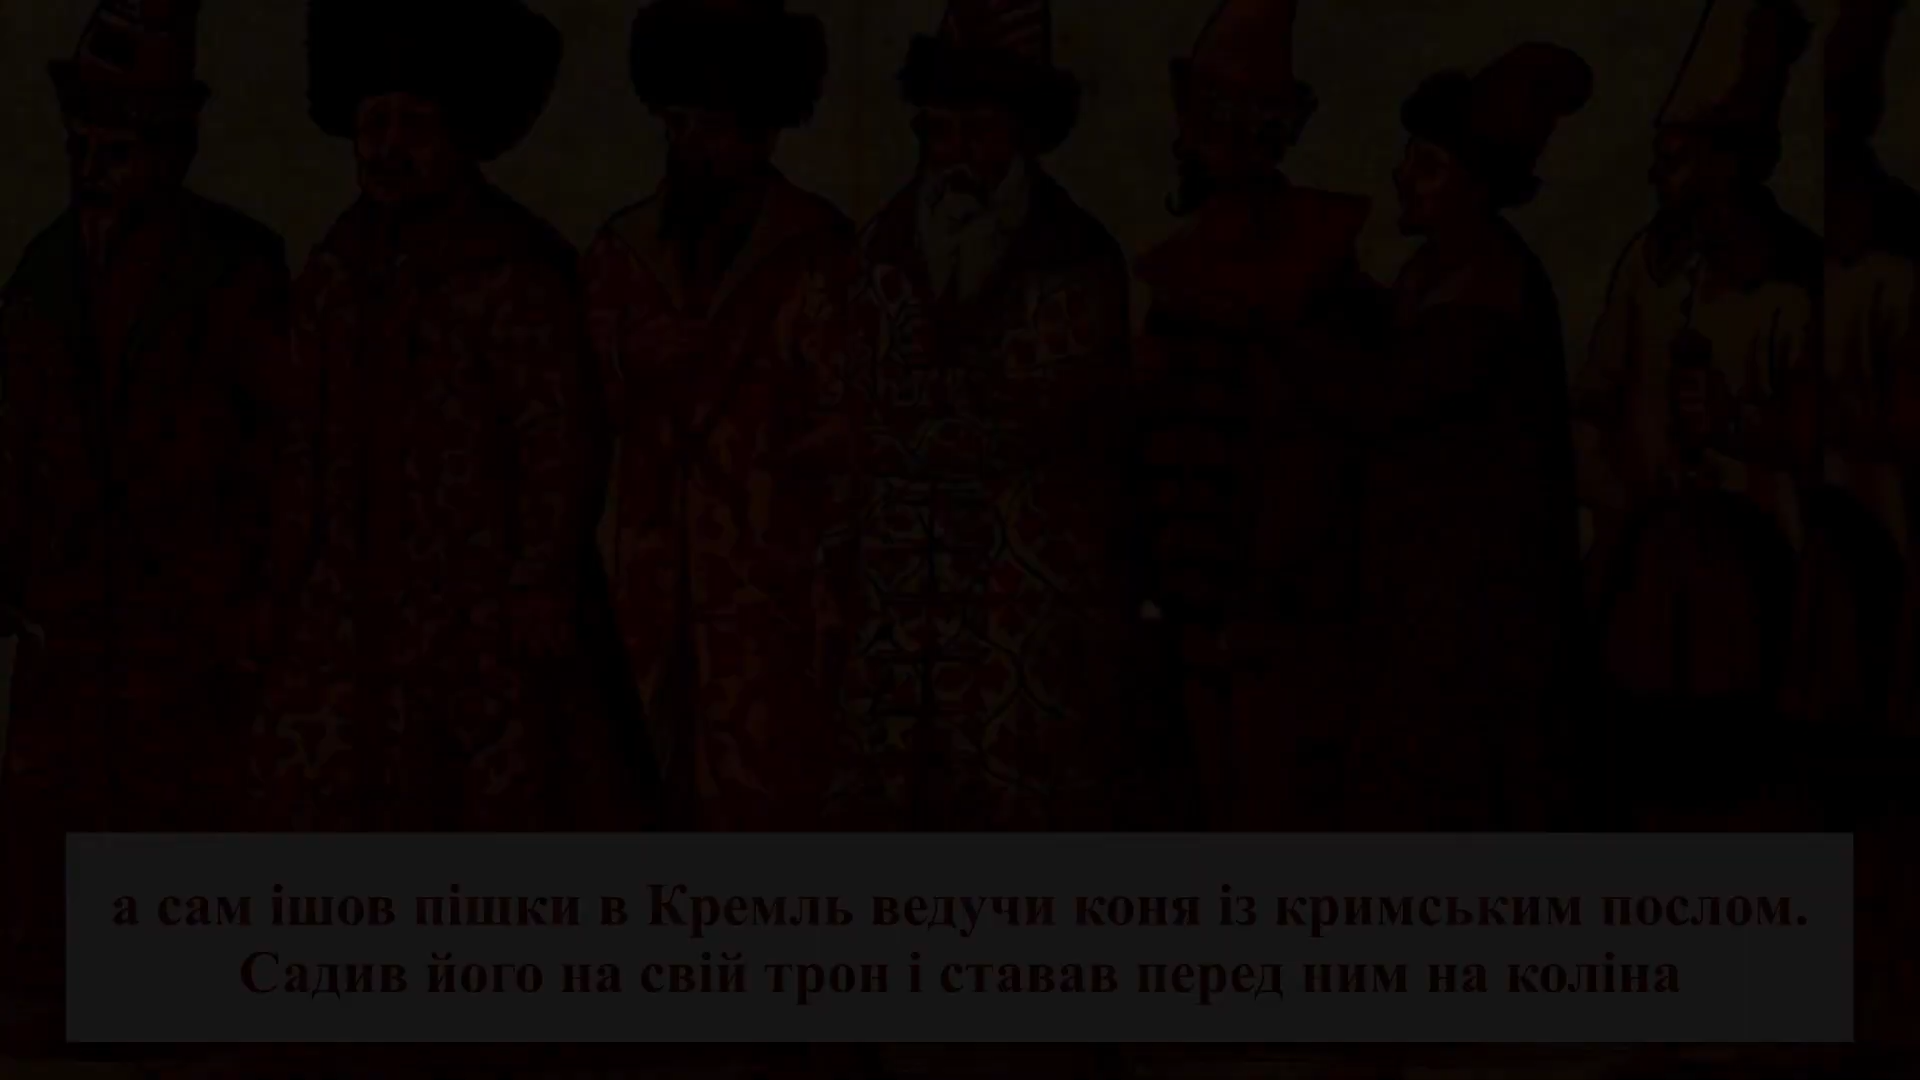 а сам ішов пішки в Кремль ведучи коня із кримським послом.
Садив його на свій трон і ставав перед ним на коліна